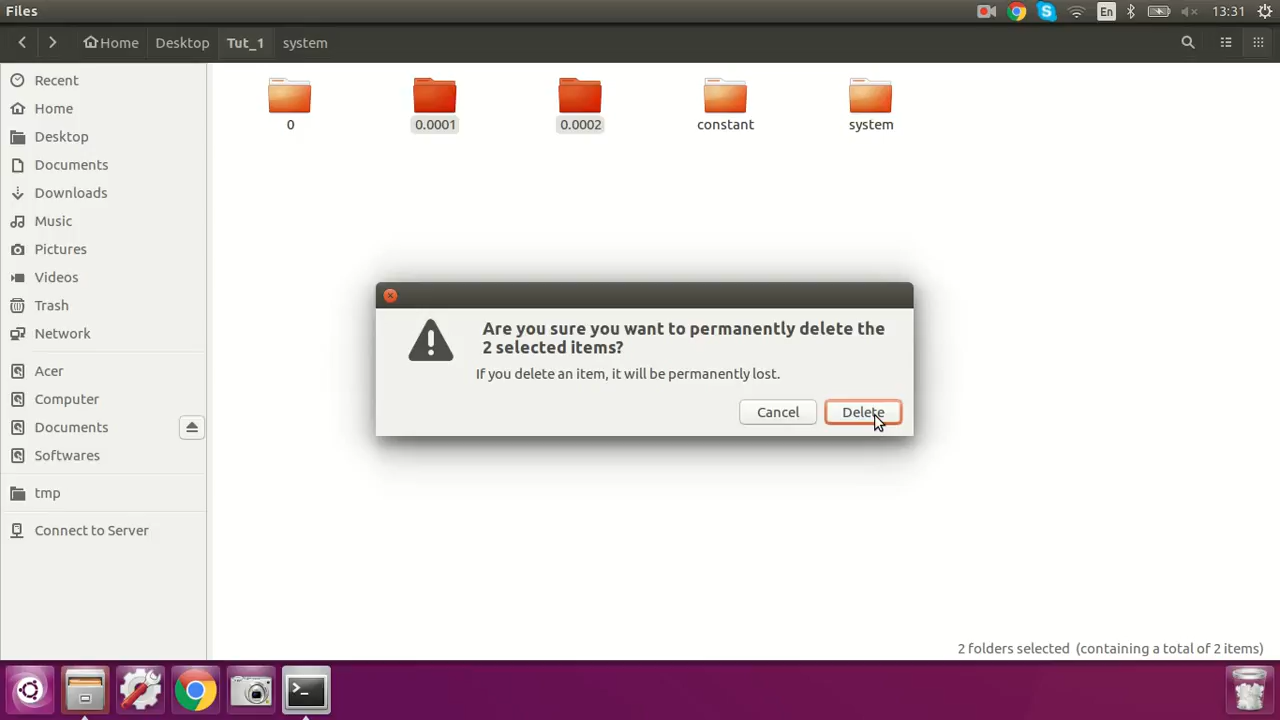 Files
En
13:31
Home
Desktop
Tut_1
system
Recent
Home
Desktop
Documents
Downloads
Music
Pictures
Videos
Trash
Network
Acer
Computer
Documents
Softwares
tmp
Connect to Server
0
0.0001
0.0002
constant
system
Are you sure you want to permanently delete the
2 selected items?
If you delete an item, it will be permanently lost.
Cancel
Delete
2 folders selected (containing a total of 2 items)